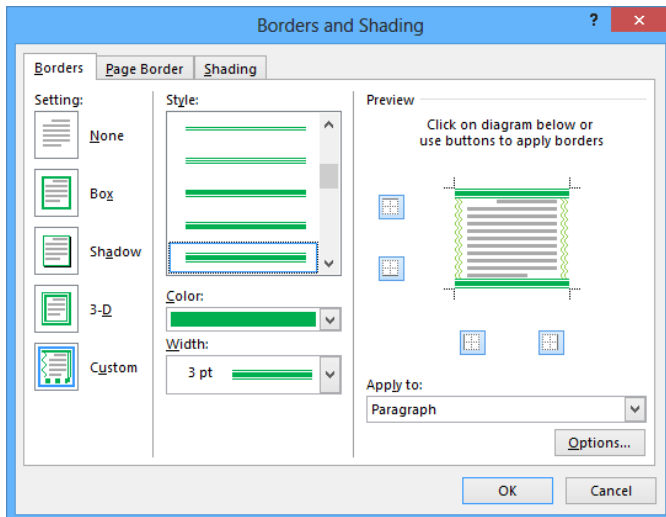 Borders and Shading
?
Borders
Page Border
Shading
Setting:
None
Box
Shadow
3-D
Custom
Style:
Color:
Width:
3 pt
Preview
Click on diagram below or
use buttons to apply borders
Apply to:
Paragraph
Options...
OK
Cancel